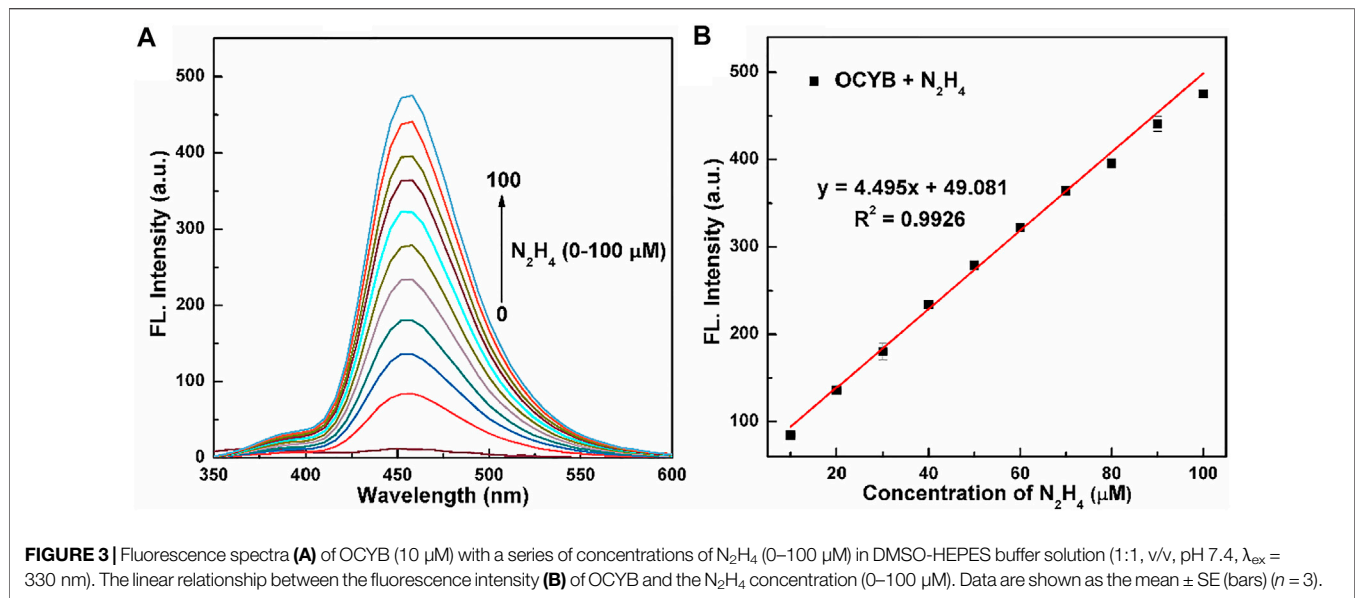 A
FL. Intensity (a.u.)
500
400
300
200
100
0
100
N₂H₄ (0-100 μM)
0
350
400
450
500
550
600
Wavelength (nm)
B
FL. Intensity (a.u.)
500
400
300
200
100
OCYB + N₂H₄
y = 4.495x + 49.081
R² = 0.9926
20
40
60
80
100
Concentration of N₂H₄ (μM)
FIGURE 3 | Fluorescence spectra (A) of OCYB (10 μM) with a series of concentrations of N₂H₄ (0–100 μM) in DMSO-HEPES buffer solution (1:1, v/v, pH 7.4, λex =
330 nm). The linear relationship between the fluorescence intensity (B) of OCYB and the N₂H₄ concentration (0–100 μM). Data are shown as the mean ± SE (bars) (n = 3).